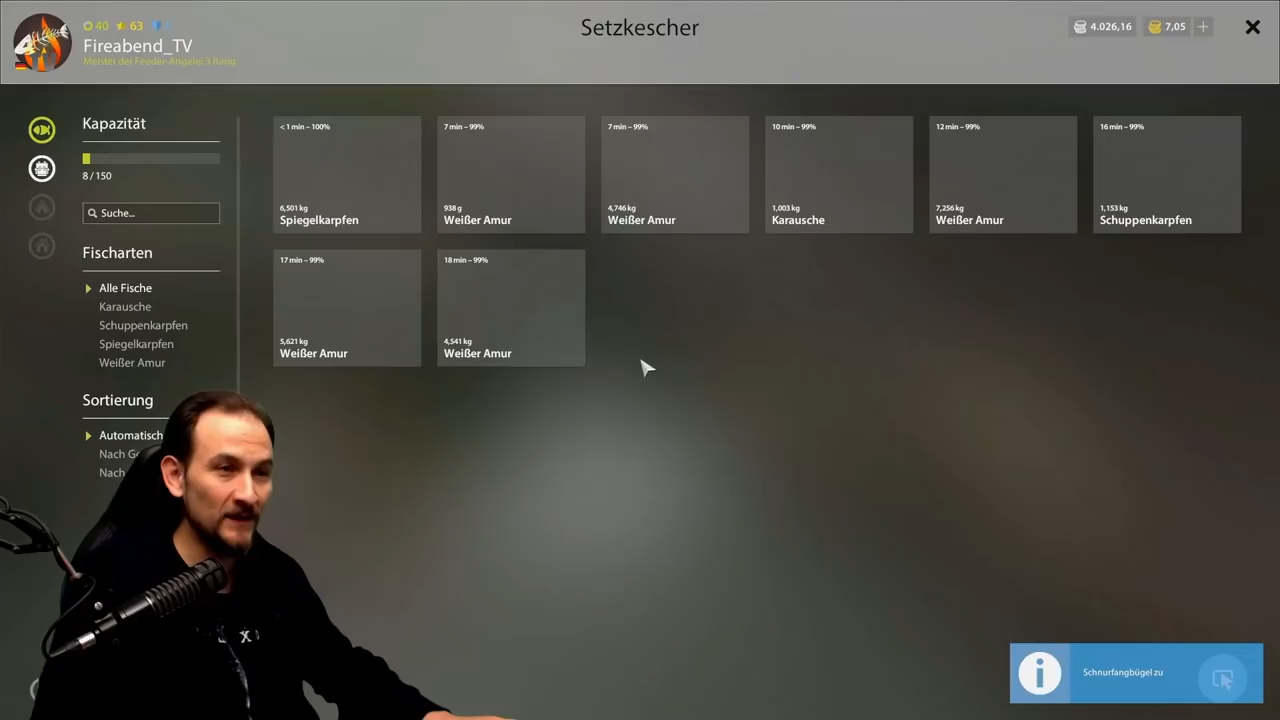 40 63
Fireabend_TV
Meister der Feeder-Angelei 3 Rang
Setzkescher
4.026,16 7,05 +
Kapazität
8 / 150
Suche...
Fischarten
Alle Fische
Karausche
Schuppenkarpfen
Spiegelkarpfen
Weißer Amur
Sortierung
Automatisch
Nach Ge
Nach
< 1 min – 100%
6,501 kg
Spiegelkarpfen
7 min – 99%
938 g
Weißer Amur
7 min – 99%
4,746 kg
Weißer Amur
10 min – 99%
1,003 kg
Karausche
12 min – 99%
7,256 kg
Weißer Amur
16 min – 99%
1,153 kg
Schuppenkarpfen
17 min – 99%
5,621 kg
Weißer Amur
18 min – 99%
4,541 kg
Weißer Amur
Schnurfangbügel zu